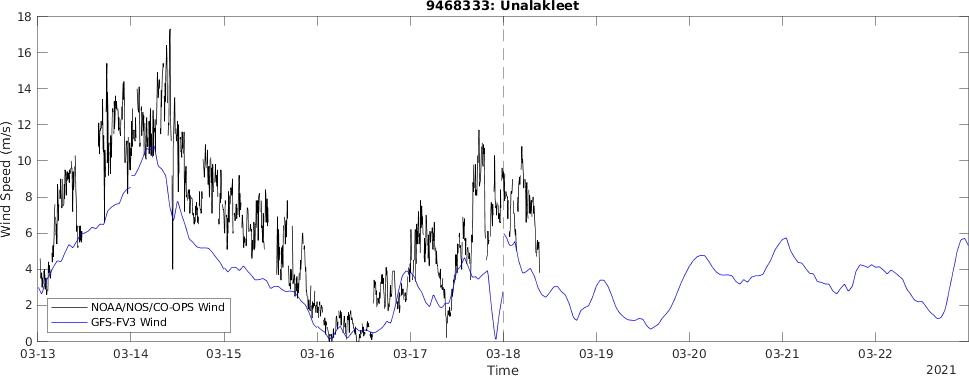 9468333: Unalakleet
Wind Speed (m/s)
18
16
14
12
10
8
6
4
2
0
NOAA/NOS/CO-OPS Wind
GFS-FV3 Wind
03-13 03-14 03-15 03-16 03-17 03-18 03-19 03-20 03-21 03-22
Time
2021